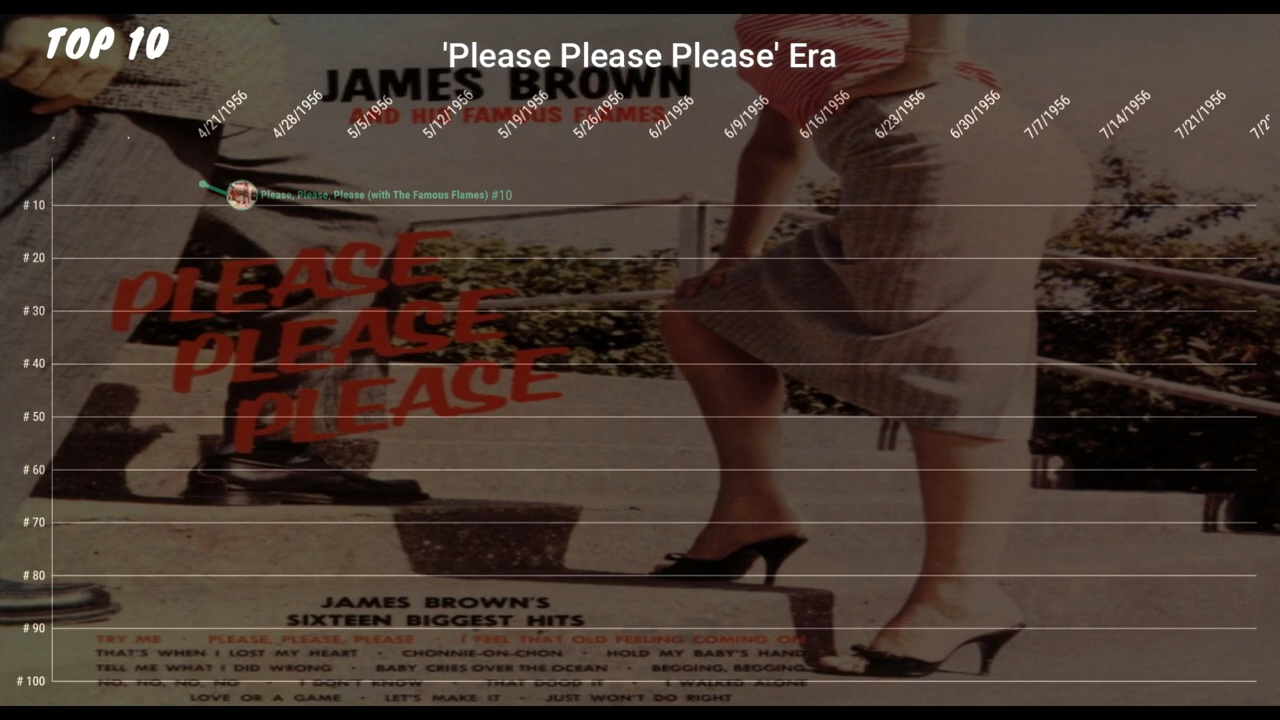 TOP 10
'Please Please Please' Era
JAMES BROWN
AND HIS FAMOUS FLAMES
4/21/1956
4/28/1956
5/5/1956
5/12/1956
5/19/1956
5/26/1956
6/2/1956
6/9/1956
6/16/1956
6/23/1956
6/30/1956
7/7/1956
7/14/1956
7/21/1956
Please, Please, Please (with The Famous Flames) #10
# 10
# 20
# 30
# 40
# 50
# 60
# 70
# 80
# 90
# 100
PLEASE
PLEASE
PLEASE
JAMES BROWN'S
SIXTEEN BIGGEST HITS
TRY ME • PLEASE, PLEASE, PLEASE • I FEEL THAT OLD FEELING COMING ON
THAT'S WHEN I LOST MY HEART • CHONNIE-ON-CHON • HOLD MY BABY'S HAND
TELL ME WHAT I DID WRONG • BABY CRIES OVER THE OCEAN • BEGGING, BEGGING
NO, NO, NO, NO • I DON'T KNOW • THAT DOOD IT • I WALKED ALONE
LOVE OR A GAME • LET'S MAKE IT • JUST WON'T DO RIGHT